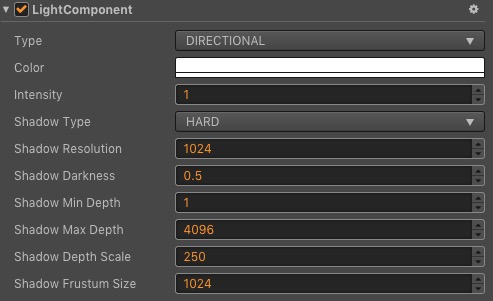 LightComponent
Type DIRECTIONAL
Color
Intensity 1
Shadow Type HARD
Shadow Resolution 1024
Shadow Darkness 0.5
Shadow Min Depth 1
Shadow Max Depth 4096
Shadow Depth Scale 250
Shadow Frustum Size 1024